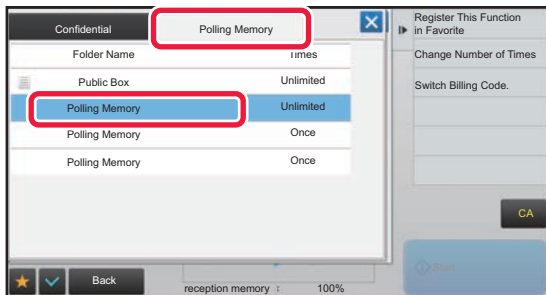 Confidential
Polling Memory
Folder Name
Times
Public Box
Unlimited
Polling Memory
Unlimited
Polling Memory
Once
Polling Memory
Once
Back
reception memory : 100%
Register This Function
in Favorite
Change Number of Times
Switch Billing Code.
CA
Start